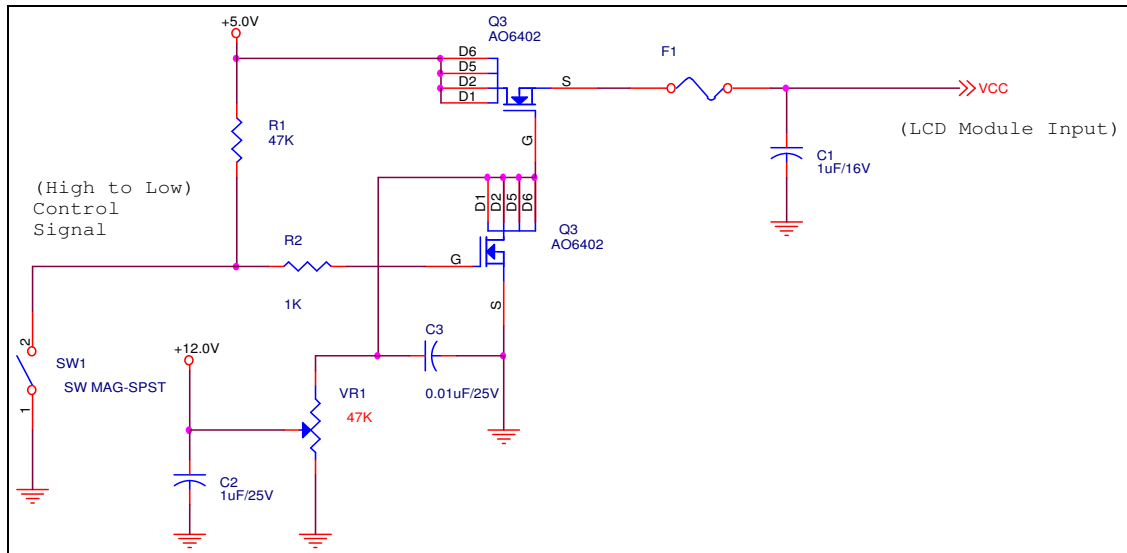 +5.0V
Q3
AO6402
D6
D5
D2
D1
S
G
F1
VCC
(LCD Module Input)
C1
1uF/16V
R1
47K
(High to Low)
Control
Signal
D1
D2
D5
D6
Q3
AO6402
G
S
R2
1K
C3
0.01uF/25V
+12.0V
2
SW1
SW MAG-SPST
1
VR1
47K
C2
1uF/25V